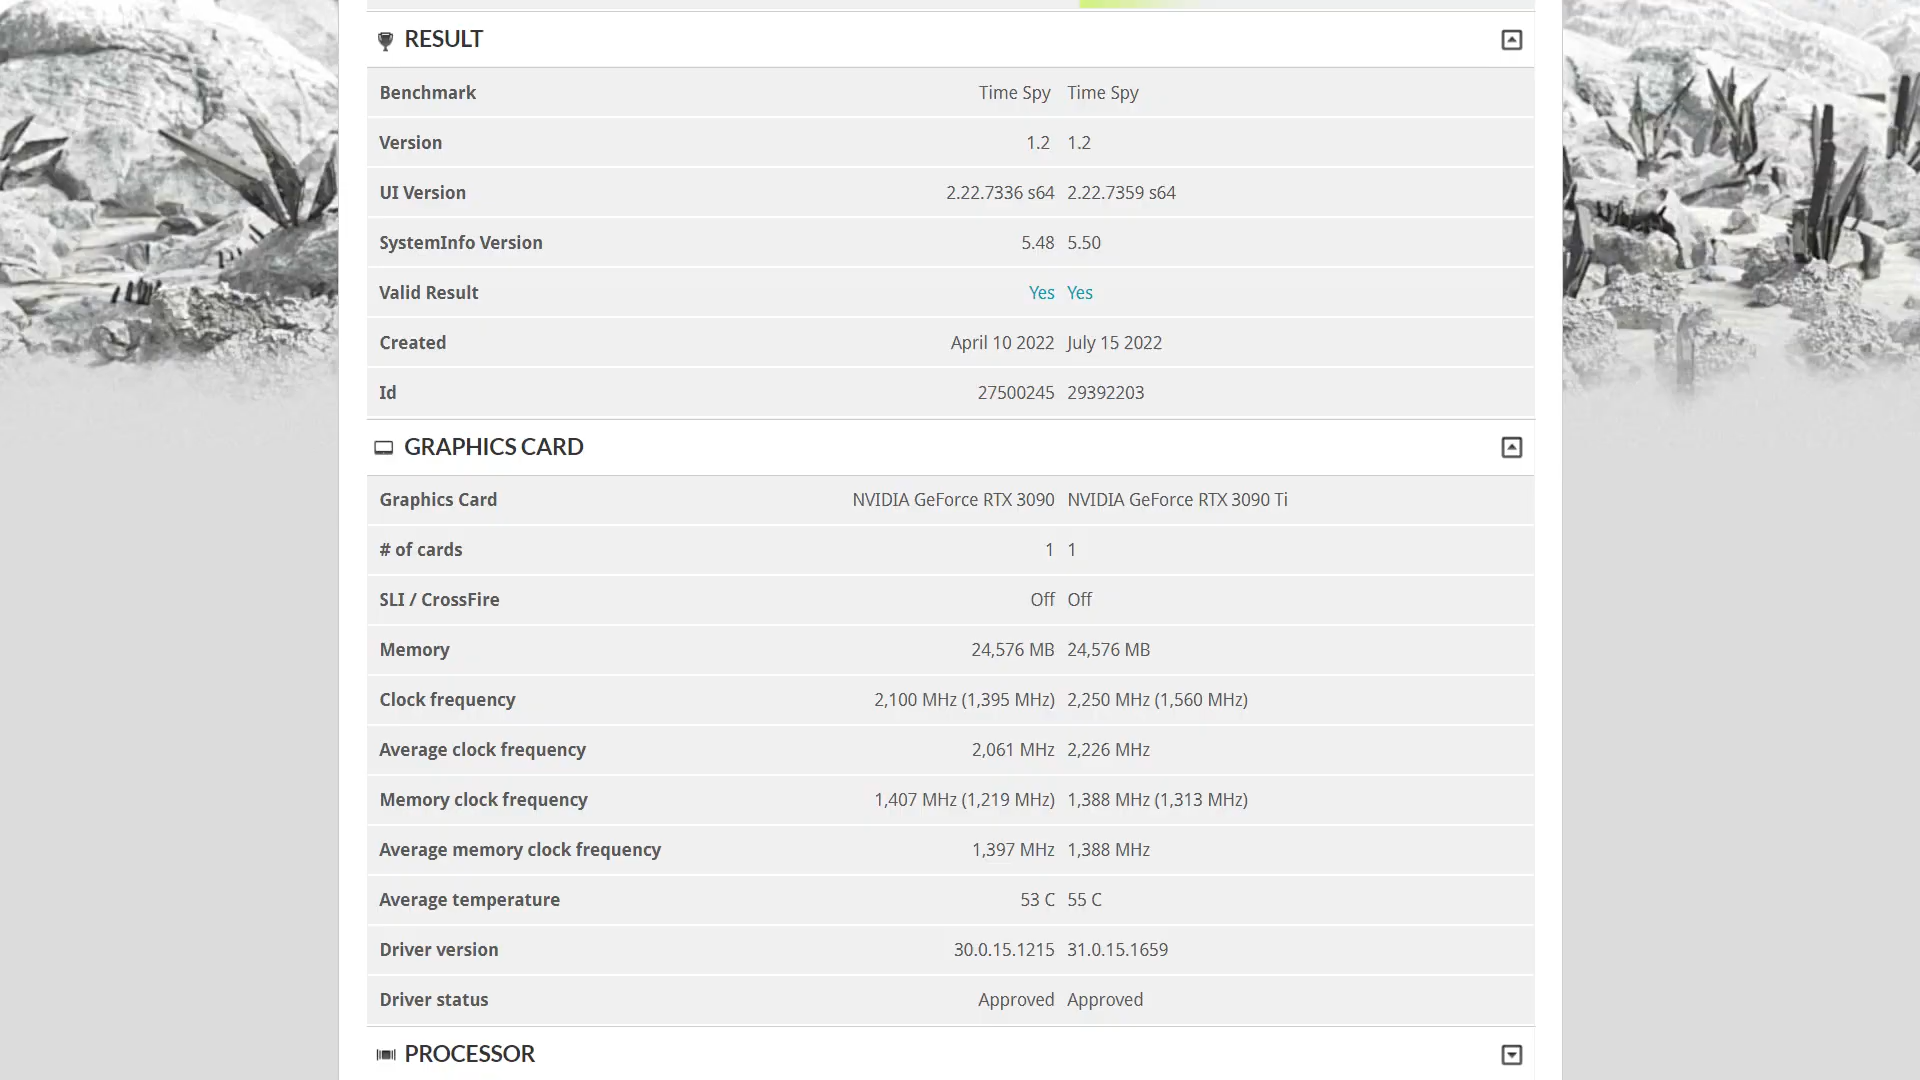 RESULT
Benchmark Time Spy Time Spy
Version 1.2 1.2
UI Version 2.22.7336 s64 2.22.7359 s64
SystemInfo Version 5.48 5.50
Valid Result Yes Yes
Created April 10 2022 July 15 2022
Id 27500245 29392203
GRAPHICS CARD
Graphics Card NVIDIA GeForce RTX 3090 NVIDIA GeForce RTX 3090 Ti
# of cards 1 1
SLI / CrossFire Off Off
Memory 24,576 MB 24,576 MB
Clock frequency 2,100 MHz (1,395 MHz) 2,250 MHz (1,560 MHz)
Average clock frequency 2,061 MHz 2,226 MHz
Memory clock frequency 1,407 MHz (1,219 MHz) 1,388 MHz (1,313 MHz)
Average memory clock frequency 1,397 MHz 1,388 MHz
Average temperature 53 C 55 C
Driver version 30.0.15.1215 31.0.15.1659
Driver status Approved Approved
PROCESSOR